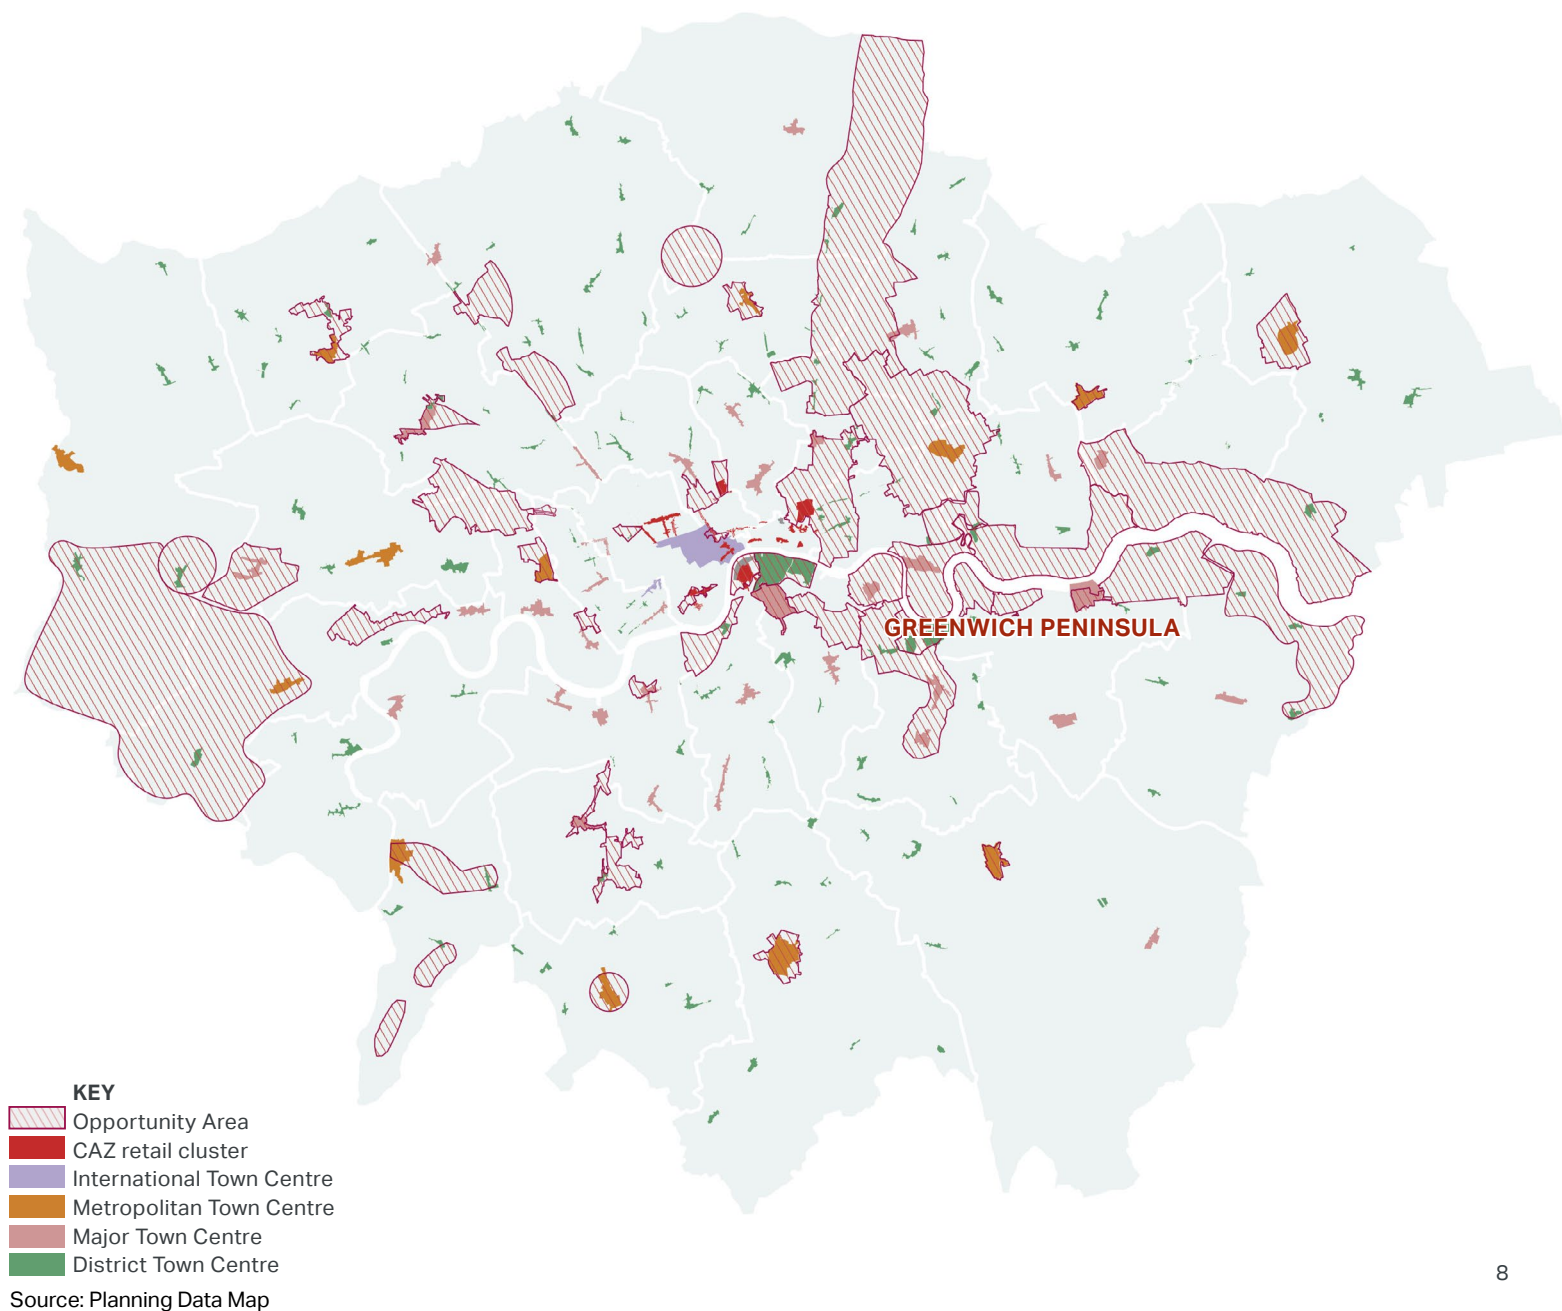 GREENWICH PENINSULA
KEY
Opportunity Area
CAZ retail cluster
International Town Centre
Metropolitan Town Centre
Major Town Centre
District Town Centre
Source: Planning Data Map
8